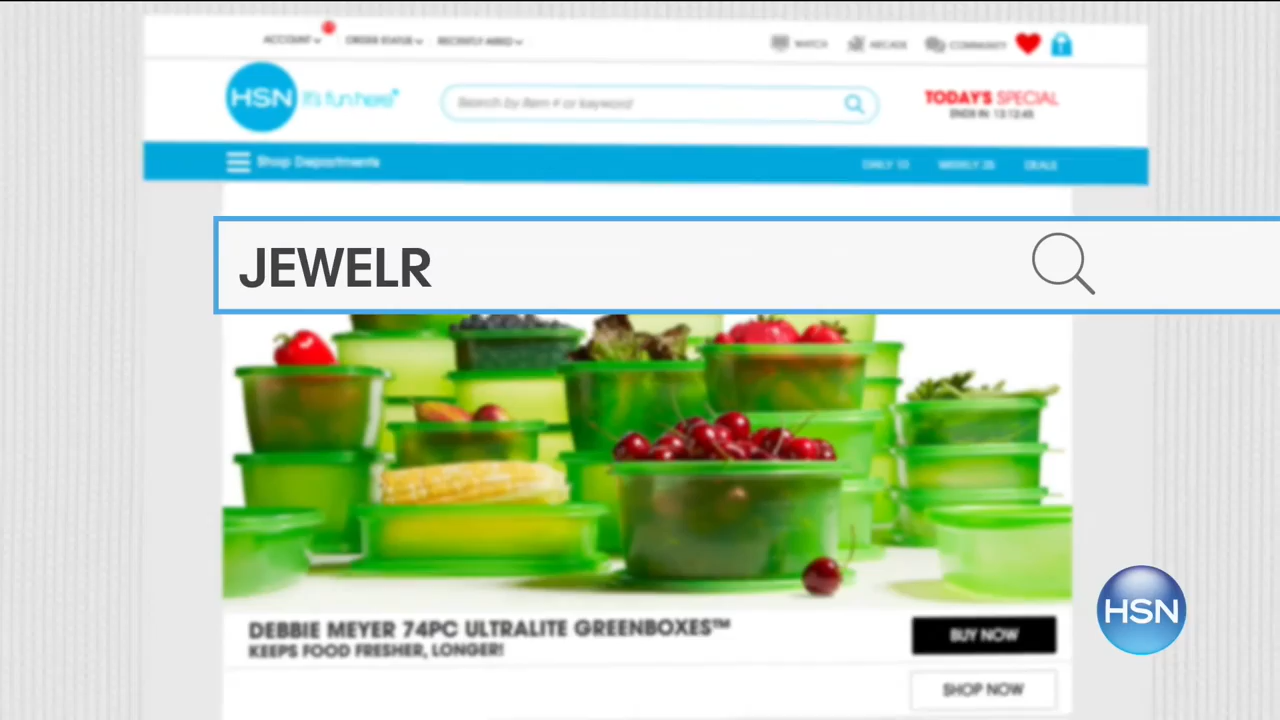 ACCOUNT ORDER STATUS RECENTLY AIRED WATCH ARCADE COMMUNITY
HSN it's fun here Search by item # or keyword TODAY'S SPECIAL
ENDS IN: 13:12:45
Shop Departments DAILY 10 WEEKLY 25 DEALS
JEWELR
HSN
DEBBIE MEYER 74PC ULTRALITE GREENBOXES™ BUY NOW
KEEPS FOOD FRESHER, LONGER!
SHOP NOW